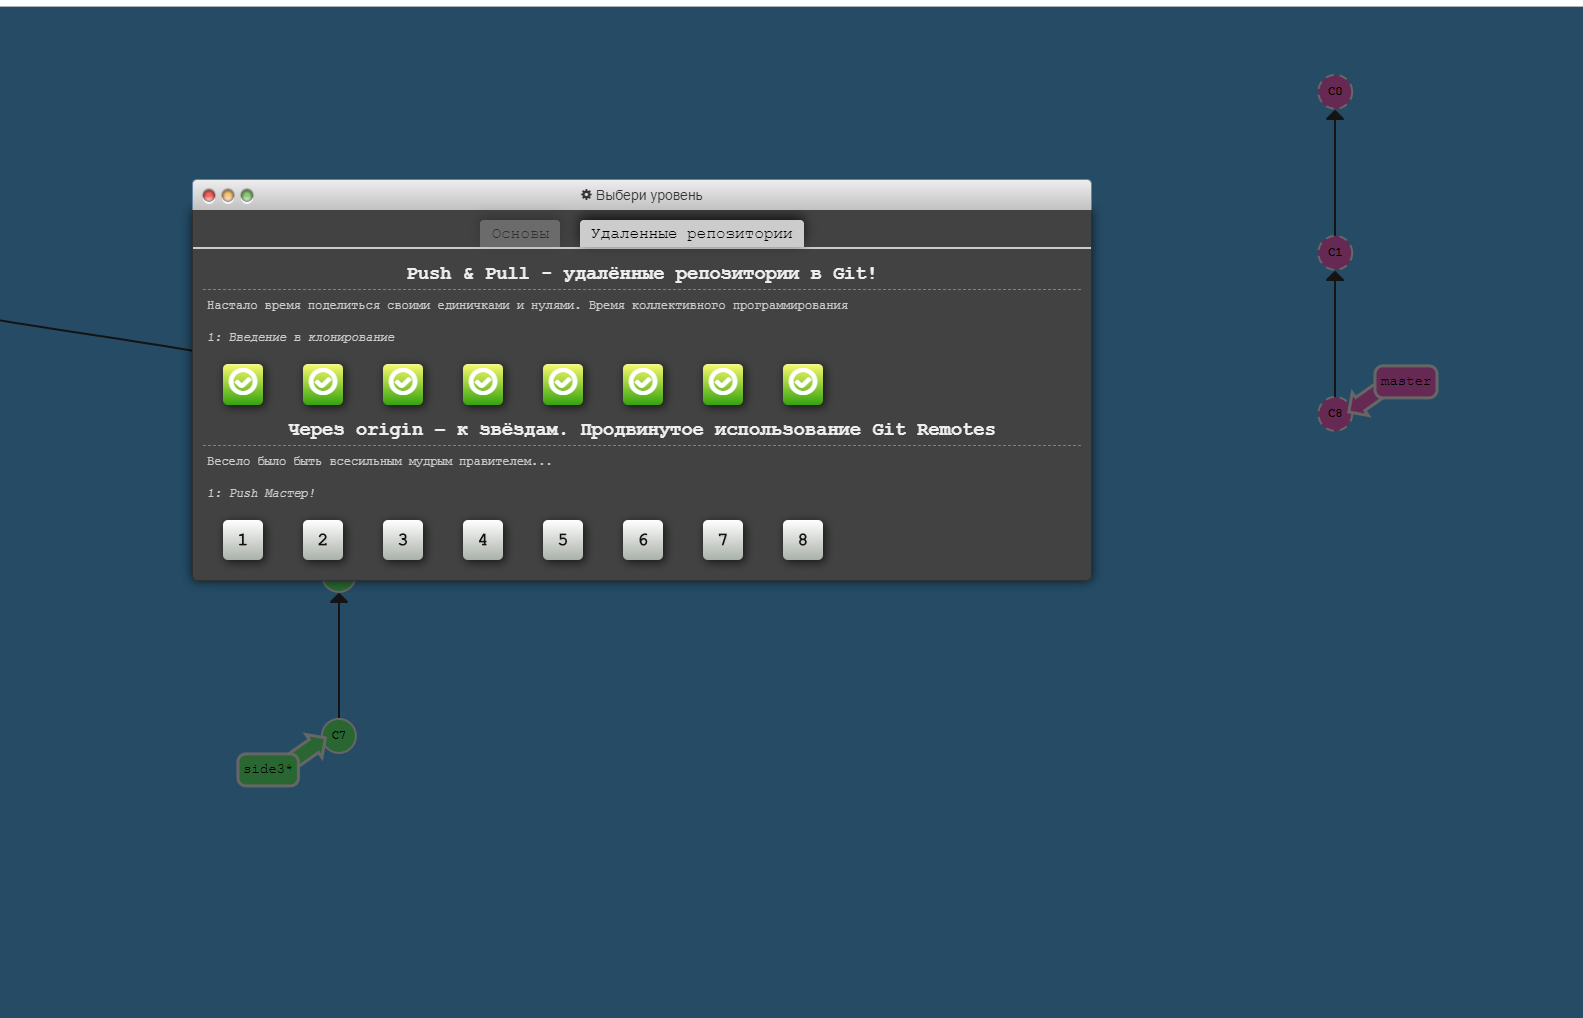 C0
Выбери уровень
Основы
Удаленные репозитории
C1
Push & Pull - удалённые репозитории в Git!
Настало время поделиться своими единичками и нулями. Время коллективного программирования
1: Введение в клонирование
master
C8
Через origin – к звёздам. Продвинутое использование Git Remotes
Весело было быть всесильным мудрым правителем...
1: Push Мастер!
1 2 3 4 5 6 7 8
C7
side3*